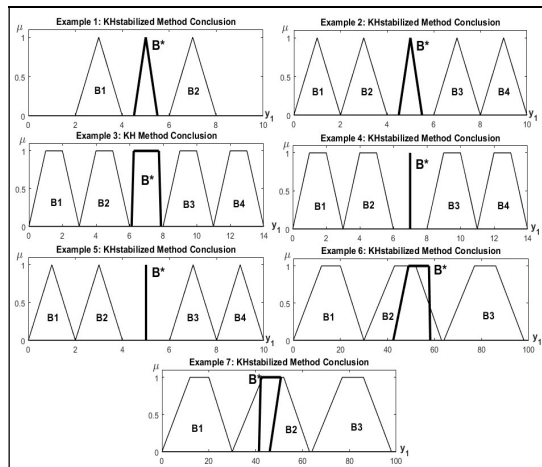 Example 1: KHstabilized Method Conclusion
μ
1
0.5
0
B1
B*
B2
0 2 4 6 8 10
y1
Example 2: KHstabilized Method Conclusion
μ
1
0.5
0
B1
B2
B*
B3
B4
0 2 4 6 8 10
y1
Example 3: KH Method Conclusion
μ
1
0.5
0
B1
B2
B*
B3
B4
0 2 4 6 8 10 12 14
y1
Example 4: KHstabilized Method Conclusion
μ
1
0.5
0
B1
B2
B*
B3
B4
0 2 4 6 8 10 12 14
y1
Example 5: KHstabilized Method Conclusion
μ
1
0.5
0
B1
B2
B*
B3
B4
0 2 4 6 8 10
y1
Example 6: KHstabilized Method Conclusion
μ
1
0.5
0
B1
B2
B*
B3
0 20 40 60 80 100
y1
Example 7: KHstabilized Method Conclusion
μ
1
0.5
0
B1
B*
B2
B3
0 20 40 60 80 100
y1